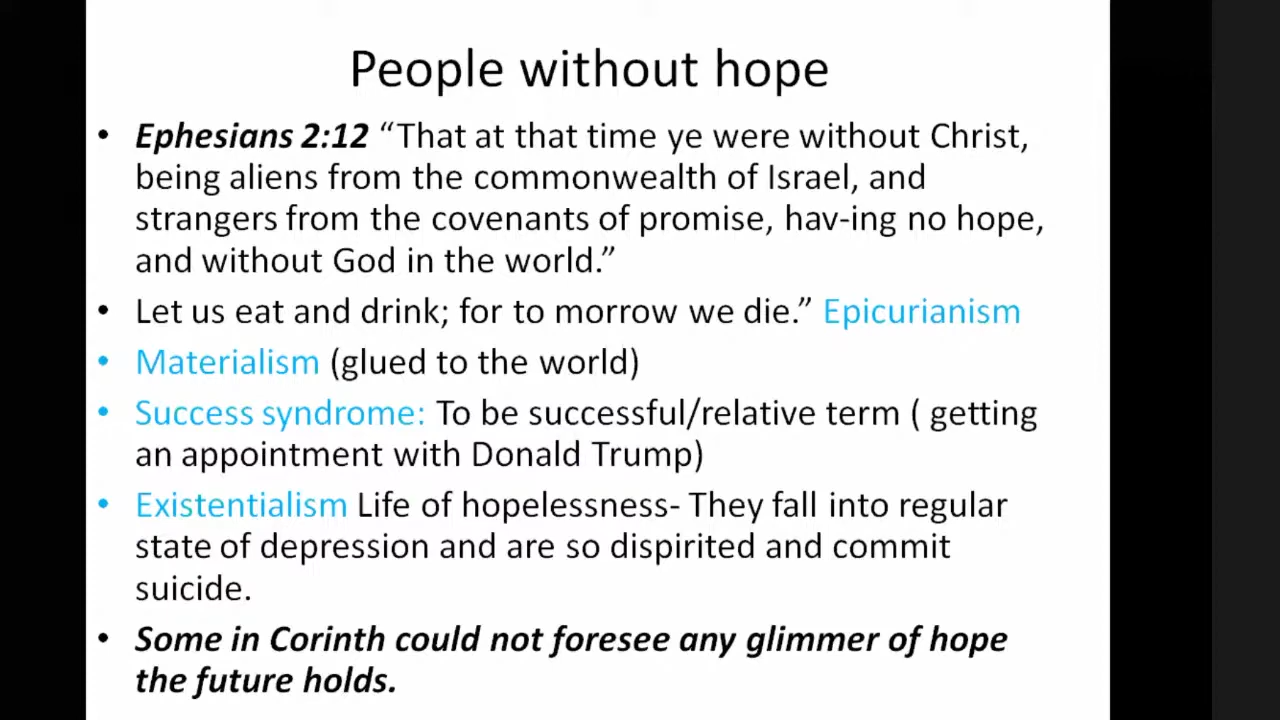 People without hope
• Ephesians 2:12 “That at that time ye were without Christ,
being aliens from the commonwealth of Israel, and
strangers from the covenants of promise, hav-ing no hope,
and without God in the world.”
• Let us eat and drink; for to morrow we die.” Epicurianism
• Materialism (glued to the world)
• Success syndrome: To be successful/relative term ( getting
an appointment with Donald Trump)
• Existentialism Life of hopelessness- They fall into regular
state of depression and are so dispirited and commit
suicide.
• Some in Corinth could not foresee any glimmer of hope
the future holds.